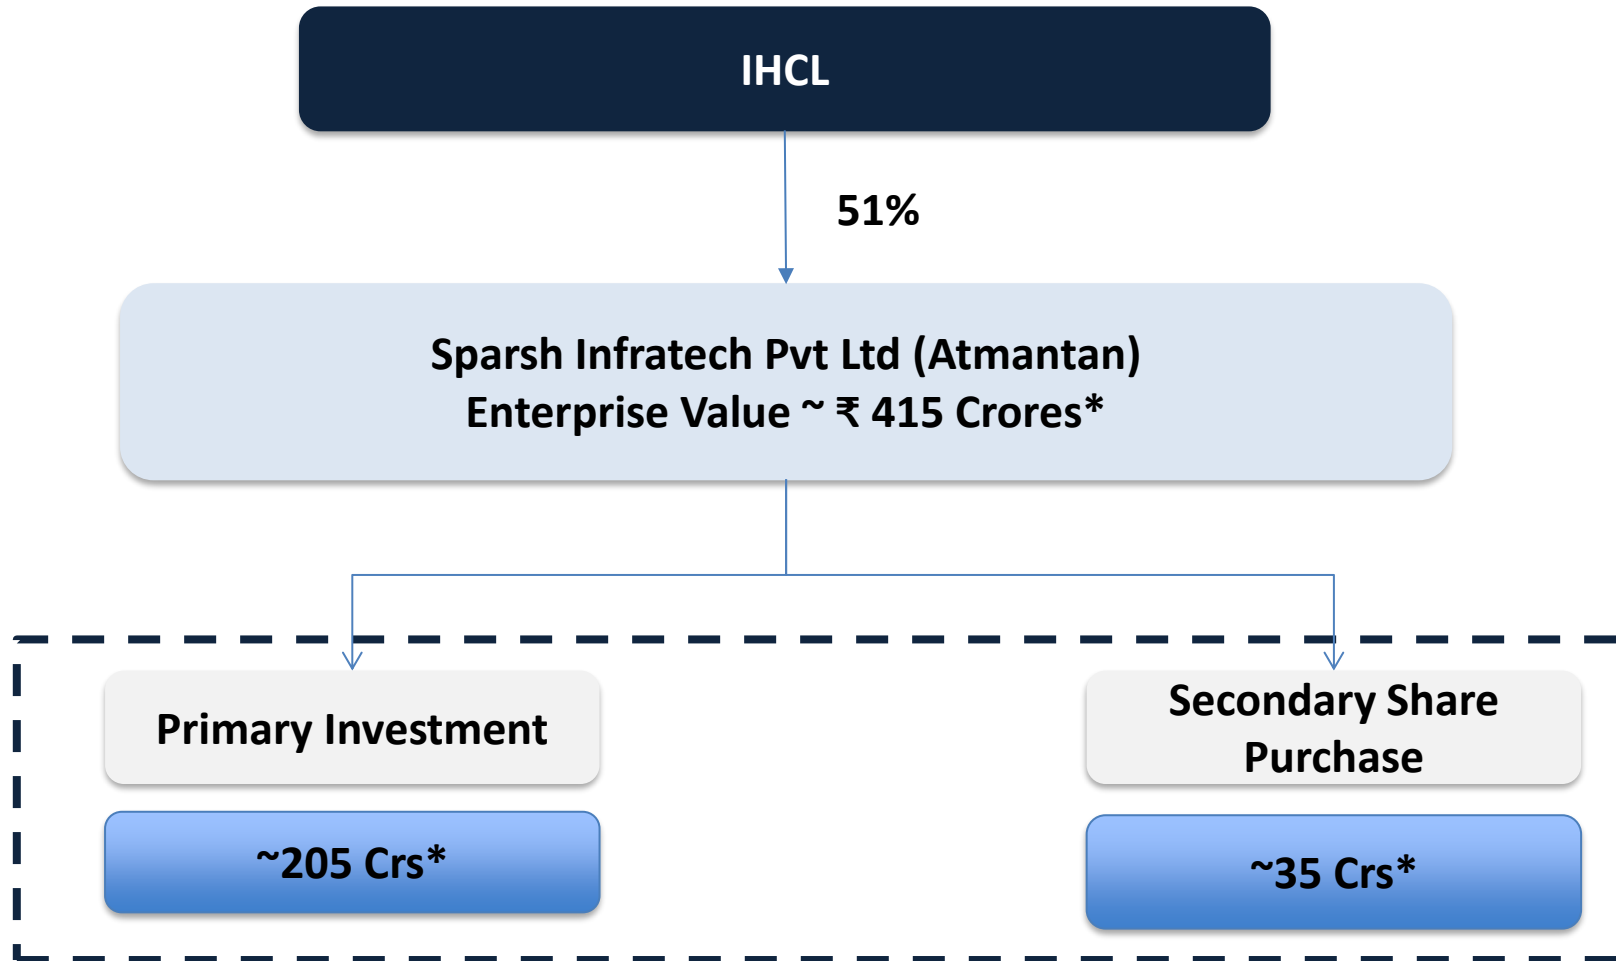 IHCL
51%
Sparsh Infratech Pvt Ltd (Atmantan)
Enterprise Value ~ ₹ 415 Crores*
Primary Investment
Secondary Share
Purchase
~205 Crs*
~35 Crs*